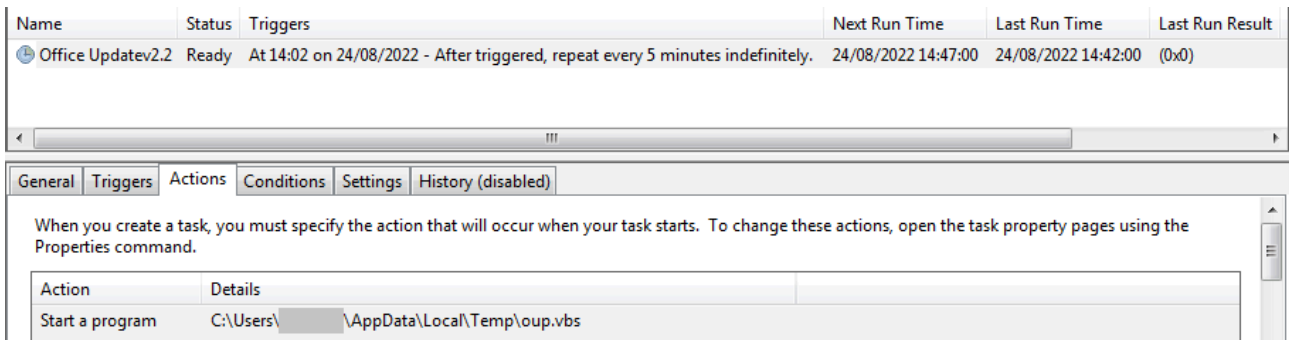 Name Status Triggers Next Run Time Last Run Time Last Run Result
Office Updatev2.2 Ready At 14:02 on 24/08/2022 - After triggered, repeat every 5 minutes indefinitely. 24/08/2022 14:47:00 24/08/2022 14:42:00 (0x0)
General Triggers Actions Conditions Settings History (disabled)
When you create a task, you must specify the action that will occur when your task starts. To change these actions, open the task property pages using the
Properties command.
Action Details
Start a program C:\Users\ \AppData\Local\Temp\oup.vbs